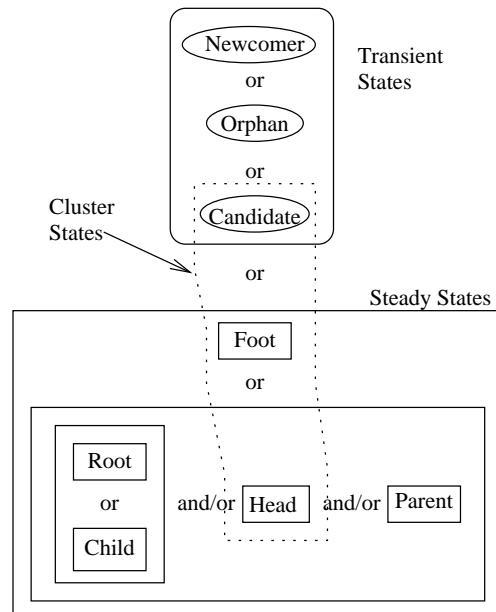 Newcomer
or
Orphan
or
Candidate
Transient
States
Cluster
States
or
Steady States
Foot
or
Root
or
Child
and/or
Head
and/or
Parent